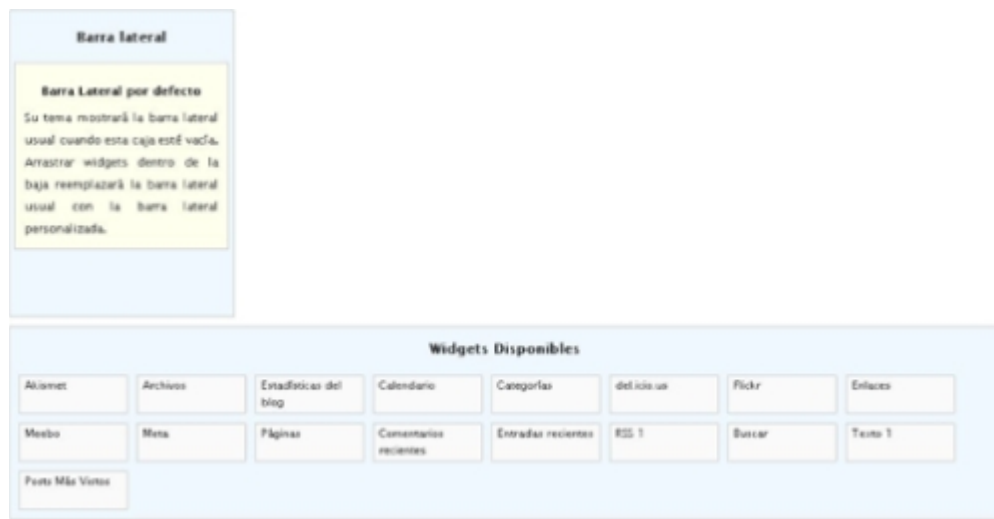 Barra lateral
Barra Lateral por defecto
Su tema mostrará la barra lateral
usual cuando esta caja esté vacía.
Arrastrar widgets dentro de la
baja reemplazará la barra lateral
usual con la barra lateral
personalizada.
Widgets Disponibles
Akismet Archivos Estadísticas del blog Calendario Categorías del.icio.us Flickr Enlaces
Meebo Meta Páginas Comentarios recientes Entradas recientes RSS 1 Buscar Texto 1
Posts Más Vistos